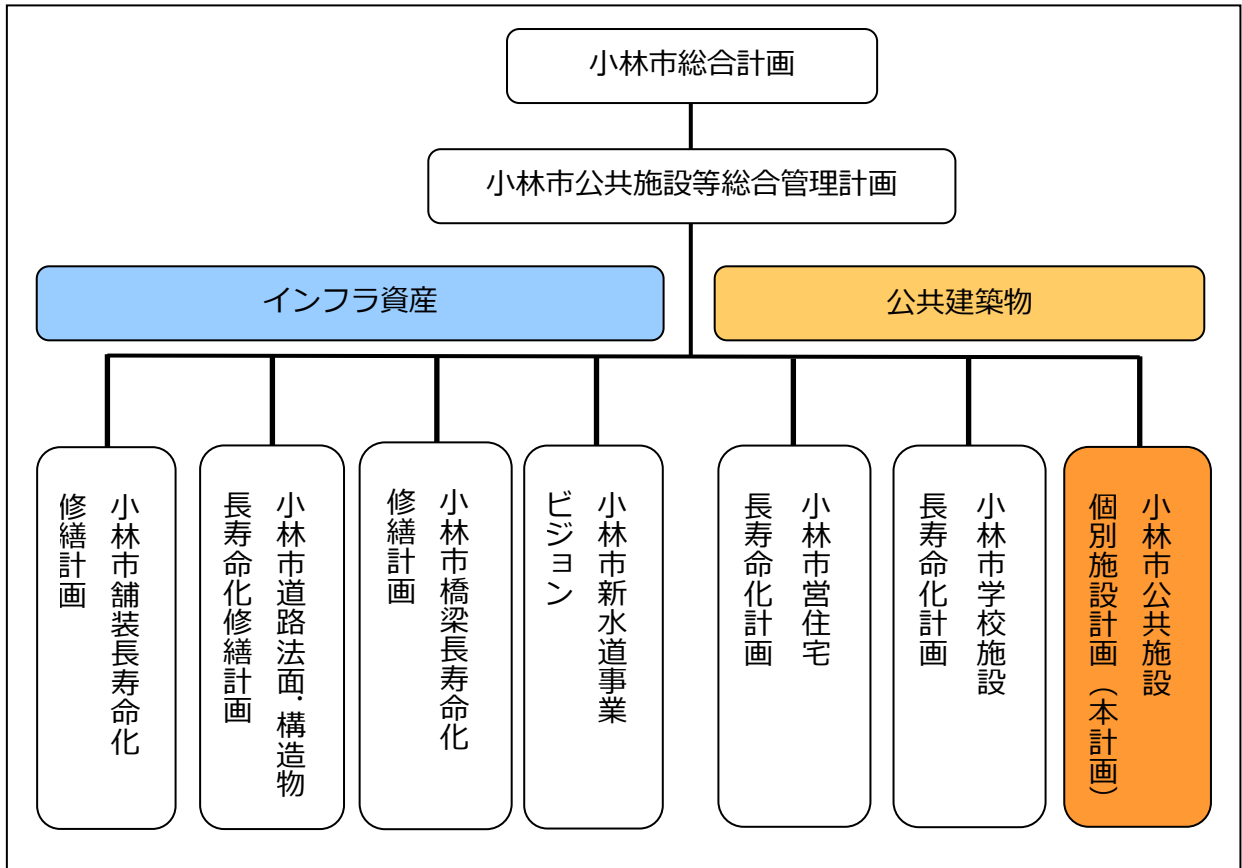 小林市総合計画
小林市公共施設等総合管理計画
インフラ資産
公共建築物
小林市舗装長寿命化
修繕計画
小林市道路法面・構造物
長寿命化修繕計画
小林市橋梁長寿命化
修繕計画
小林市新水道事業
ビジョン
小林市営住宅
長寿命化計画
小林市学校施設
長寿命化計画
小林市公共施設
個別施設計画（本計画）